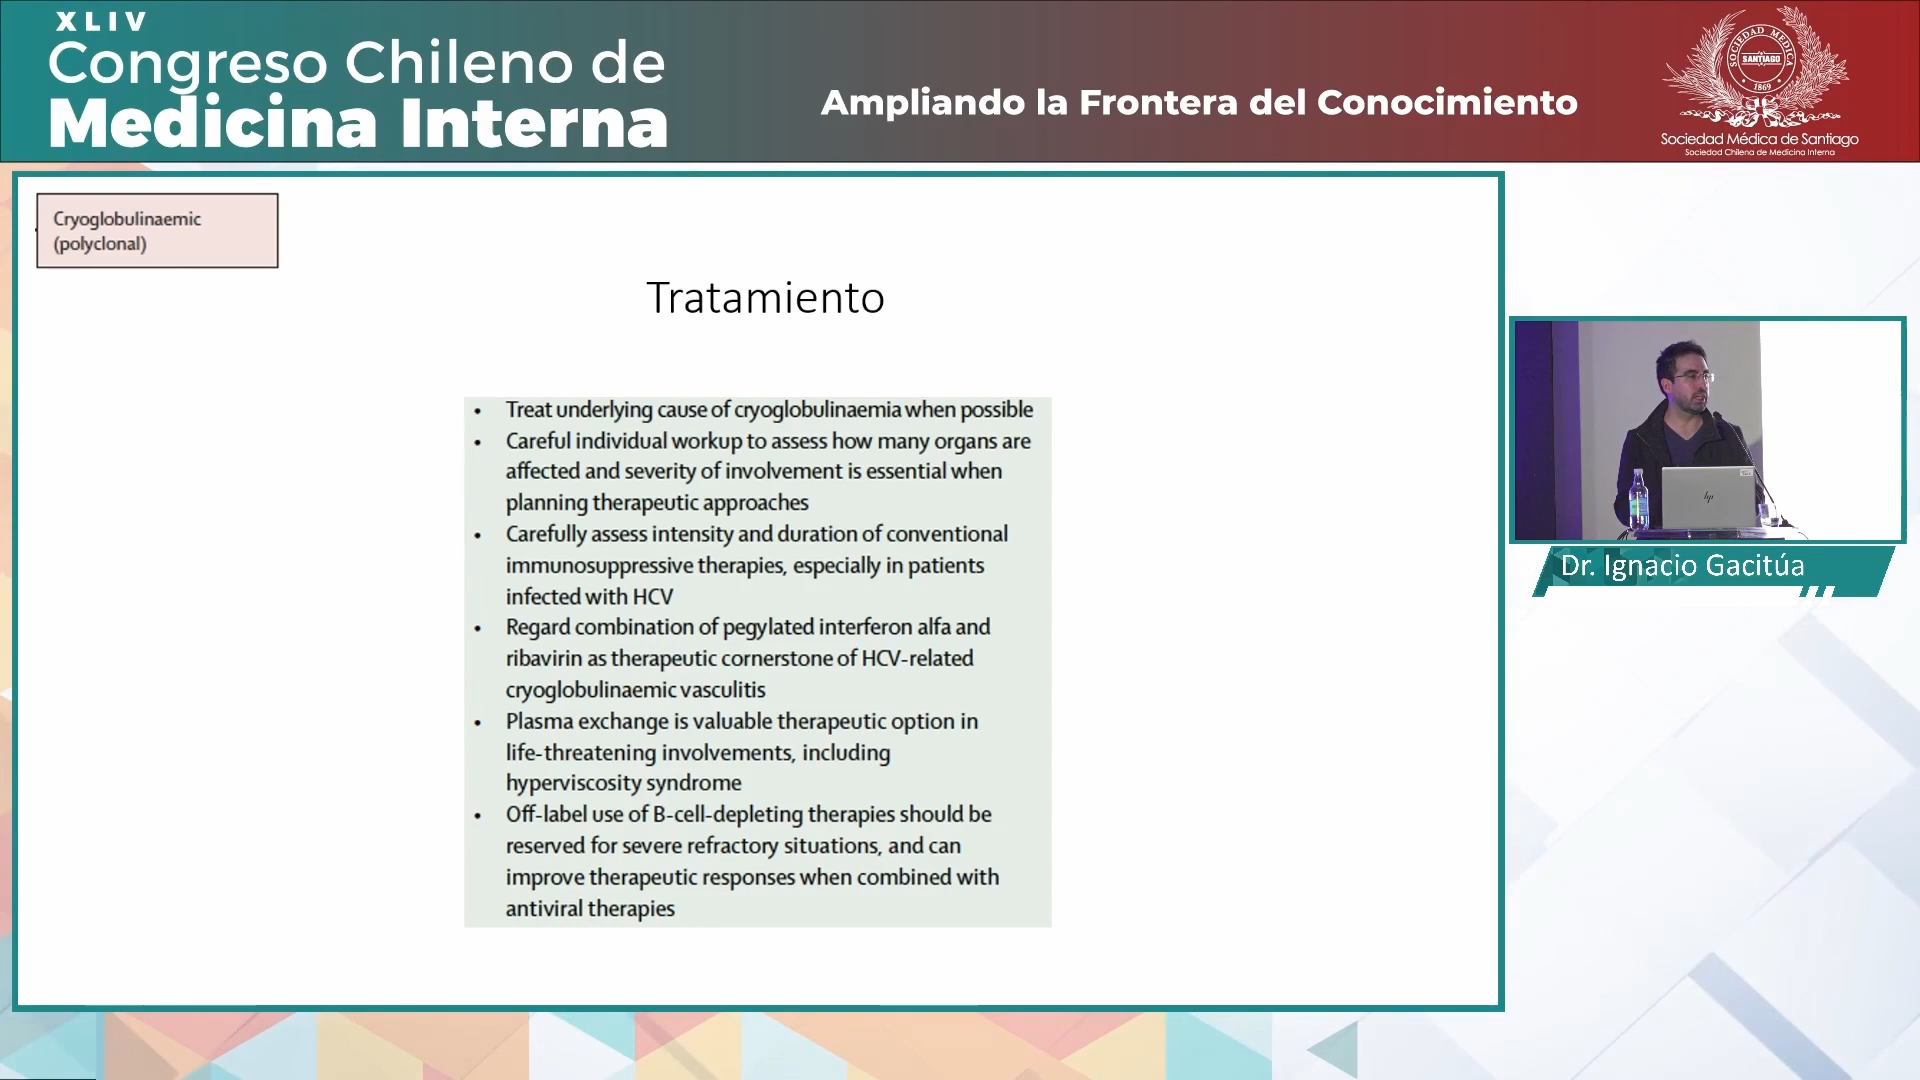 XLIV
Congreso Chileno de
Medicina Interna
Ampliando la Frontera del Conocimiento
SOCIEDAD MEDICA
SANTIAGO
1869
Sociedad Médica de Santiago
Sociedad Chilena de Medicina Interna
Cryoglobulinaemic
(polyclonal)
Tratamiento
• Treat underlying cause of cryoglobulinaemia when possible
• Careful individual workup to assess how many organs are
affected and severity of involvement is essential when
planning therapeutic approaches
• Carefully assess intensity and duration of conventional
immunosuppressive therapies, especially in patients
infected with HCV
• Regard combination of pegylated interferon alfa and
ribavirin as therapeutic cornerstone of HCV-related
cryoglobulinaemic vasculitis
• Plasma exchange is valuable therapeutic option in
life-threatening involvements, including
hyperviscosity syndrome
• Off-label use of B-cell-depleting therapies should be
reserved for severe refractory situations, and can
improve therapeutic responses when combined with
antiviral therapies
hp
Dr. Ignacio Gacitúa